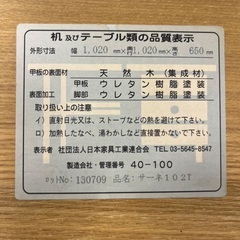 机及びテーブル類の品質表示
外形寸法 幅1,020mm×奥行1,020mm×高さ650mm
甲板の表面材 天然木(集成材)
表面加工 甲板 ウレタン樹脂塗装
脚部 ウレタン樹脂塗装
取り扱い上の注意
イ)直射日光又は、ストーブなどの熱を避けて下さい。
ロ)加熱したなべ、湯わかしなど直接置かないで下さい。
表示者 社団法人日本家具工業連合会 TEL 03-5645-8547
製造会社・管理番号 40-100
ロットNo:130709 品名:サーネ102T